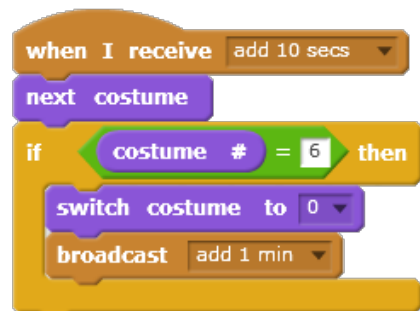 when I receive add 10 secs
next costume
if costume # = 6 then
switch costume to 0
broadcast add 1 min